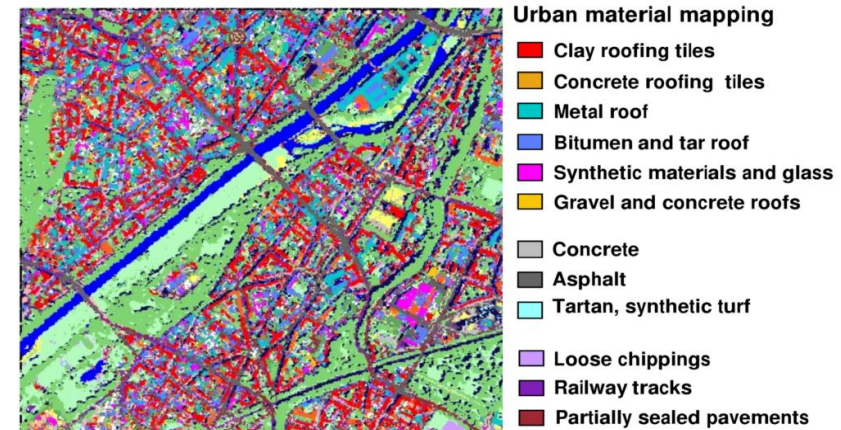 Urban material mapping
Clay roofing tiles
Concrete roofing tiles
Metal roof
Bitumen and tar roof
Synthetic materials and glass
Gravel and concrete roofs
Concrete
Asphalt
Tartan, synthetic turf
Loose chippings
Railway tracks
Partially sealed pavements